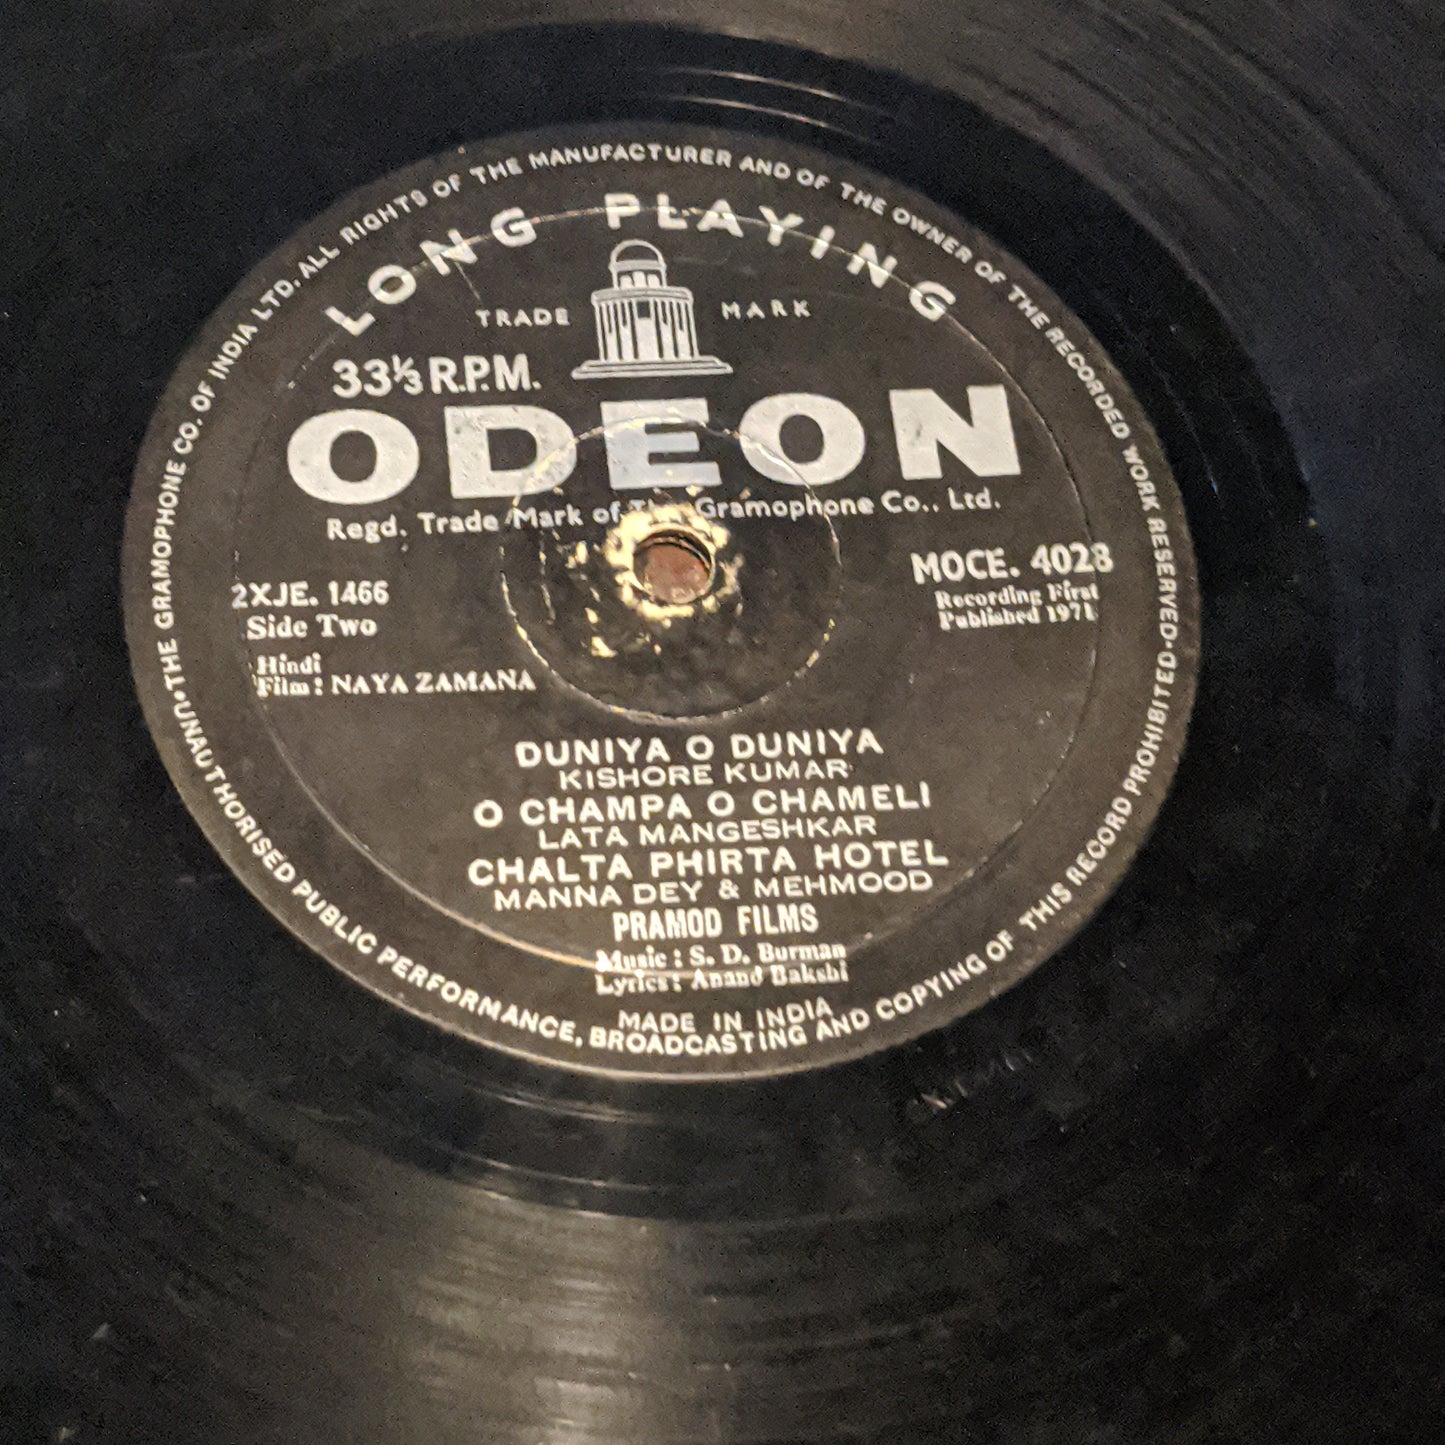 THE GRAMOPHONE CO. OF INDIA LTD. ALL RIGHTS OF THE MANUFACTURER AND OF THE OWNER OF THE RECORDED WORK RESERVED.
LONG PLAYING
TRADE MARK
33⅓ R.P.M.
ODEON
Regd. Trade Mark of The Gramophone Co., Ltd.
2XJE. 1466
Side Two
MOCE. 4028
Recording First
Published 1971
Hindi
Film : NAYA ZAMANA
DUNIYA O DUNIYA
KISHORE KUMAR
O CHAMPA O CHAMELI
LATA MANGESHKAR
CHALTA PHIRTA HOTEL
MANNA DEY & MEHMOOD
PRAMOD FILMS
Music : S. D. Burman
Lyrics : Anand Bakshi
MADE IN INDIA
UNAUTHORISED PUBLIC PERFORMANCE, BROADCASTING AND COPYING OF THIS RECORD PROHIBITED.